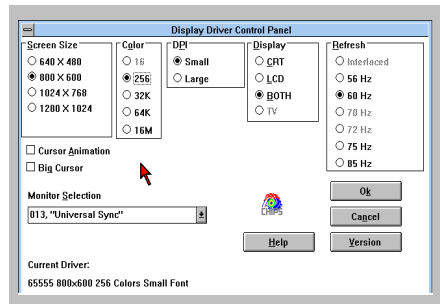 Display Driver Control Panel
Screen Size
640 X 480
800 X 600
1024 X 768
1280 X 1024
Color
16
256
32K
64K
16M
DPI
Small
Large
Display
CRT
LCD
BOTH
TV
Refresh
Interlaced
56 Hz
60 Hz
70 Hz
72 Hz
75 Hz
85 Hz
Cursor Animation
Big Cursor
Monitor Selection
013, "Universal Sync"
CHIPS
Ok
Cancel
Help
Version
Current Driver:
65555 800x600 256 Colors Small Font